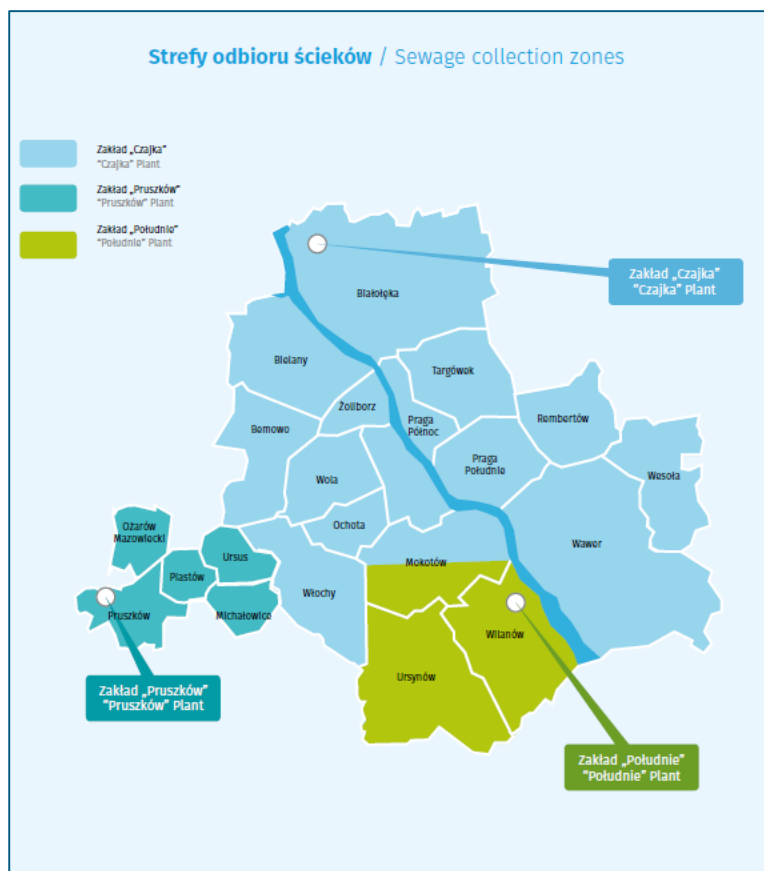 Strefy odbioru ścieków / Sewage collection zones
Zakład „Czajka”
“Czajka” Plant
Zakład „Pruszków”
“Pruszków” Plant
Zakład „Południe”
“Południe” Plant
Zakład „Czajka”
“Czajka” Plant
Białołęka
Bielany
Targówek
Żoliborz
Rembertów
Bemowo
Praga
Północ
Praga
Południe
Wola
Wesoła
Ożarów
Mazowiecki
Ochota
Wawer
Ursus
Mokotów
Piastów
Włochy
Pruszków
Michałowice
Wilanów
Ursynów
Zakład „Pruszków”
“Pruszków” Plant
Zakład „Południe”
“Południe” Plant